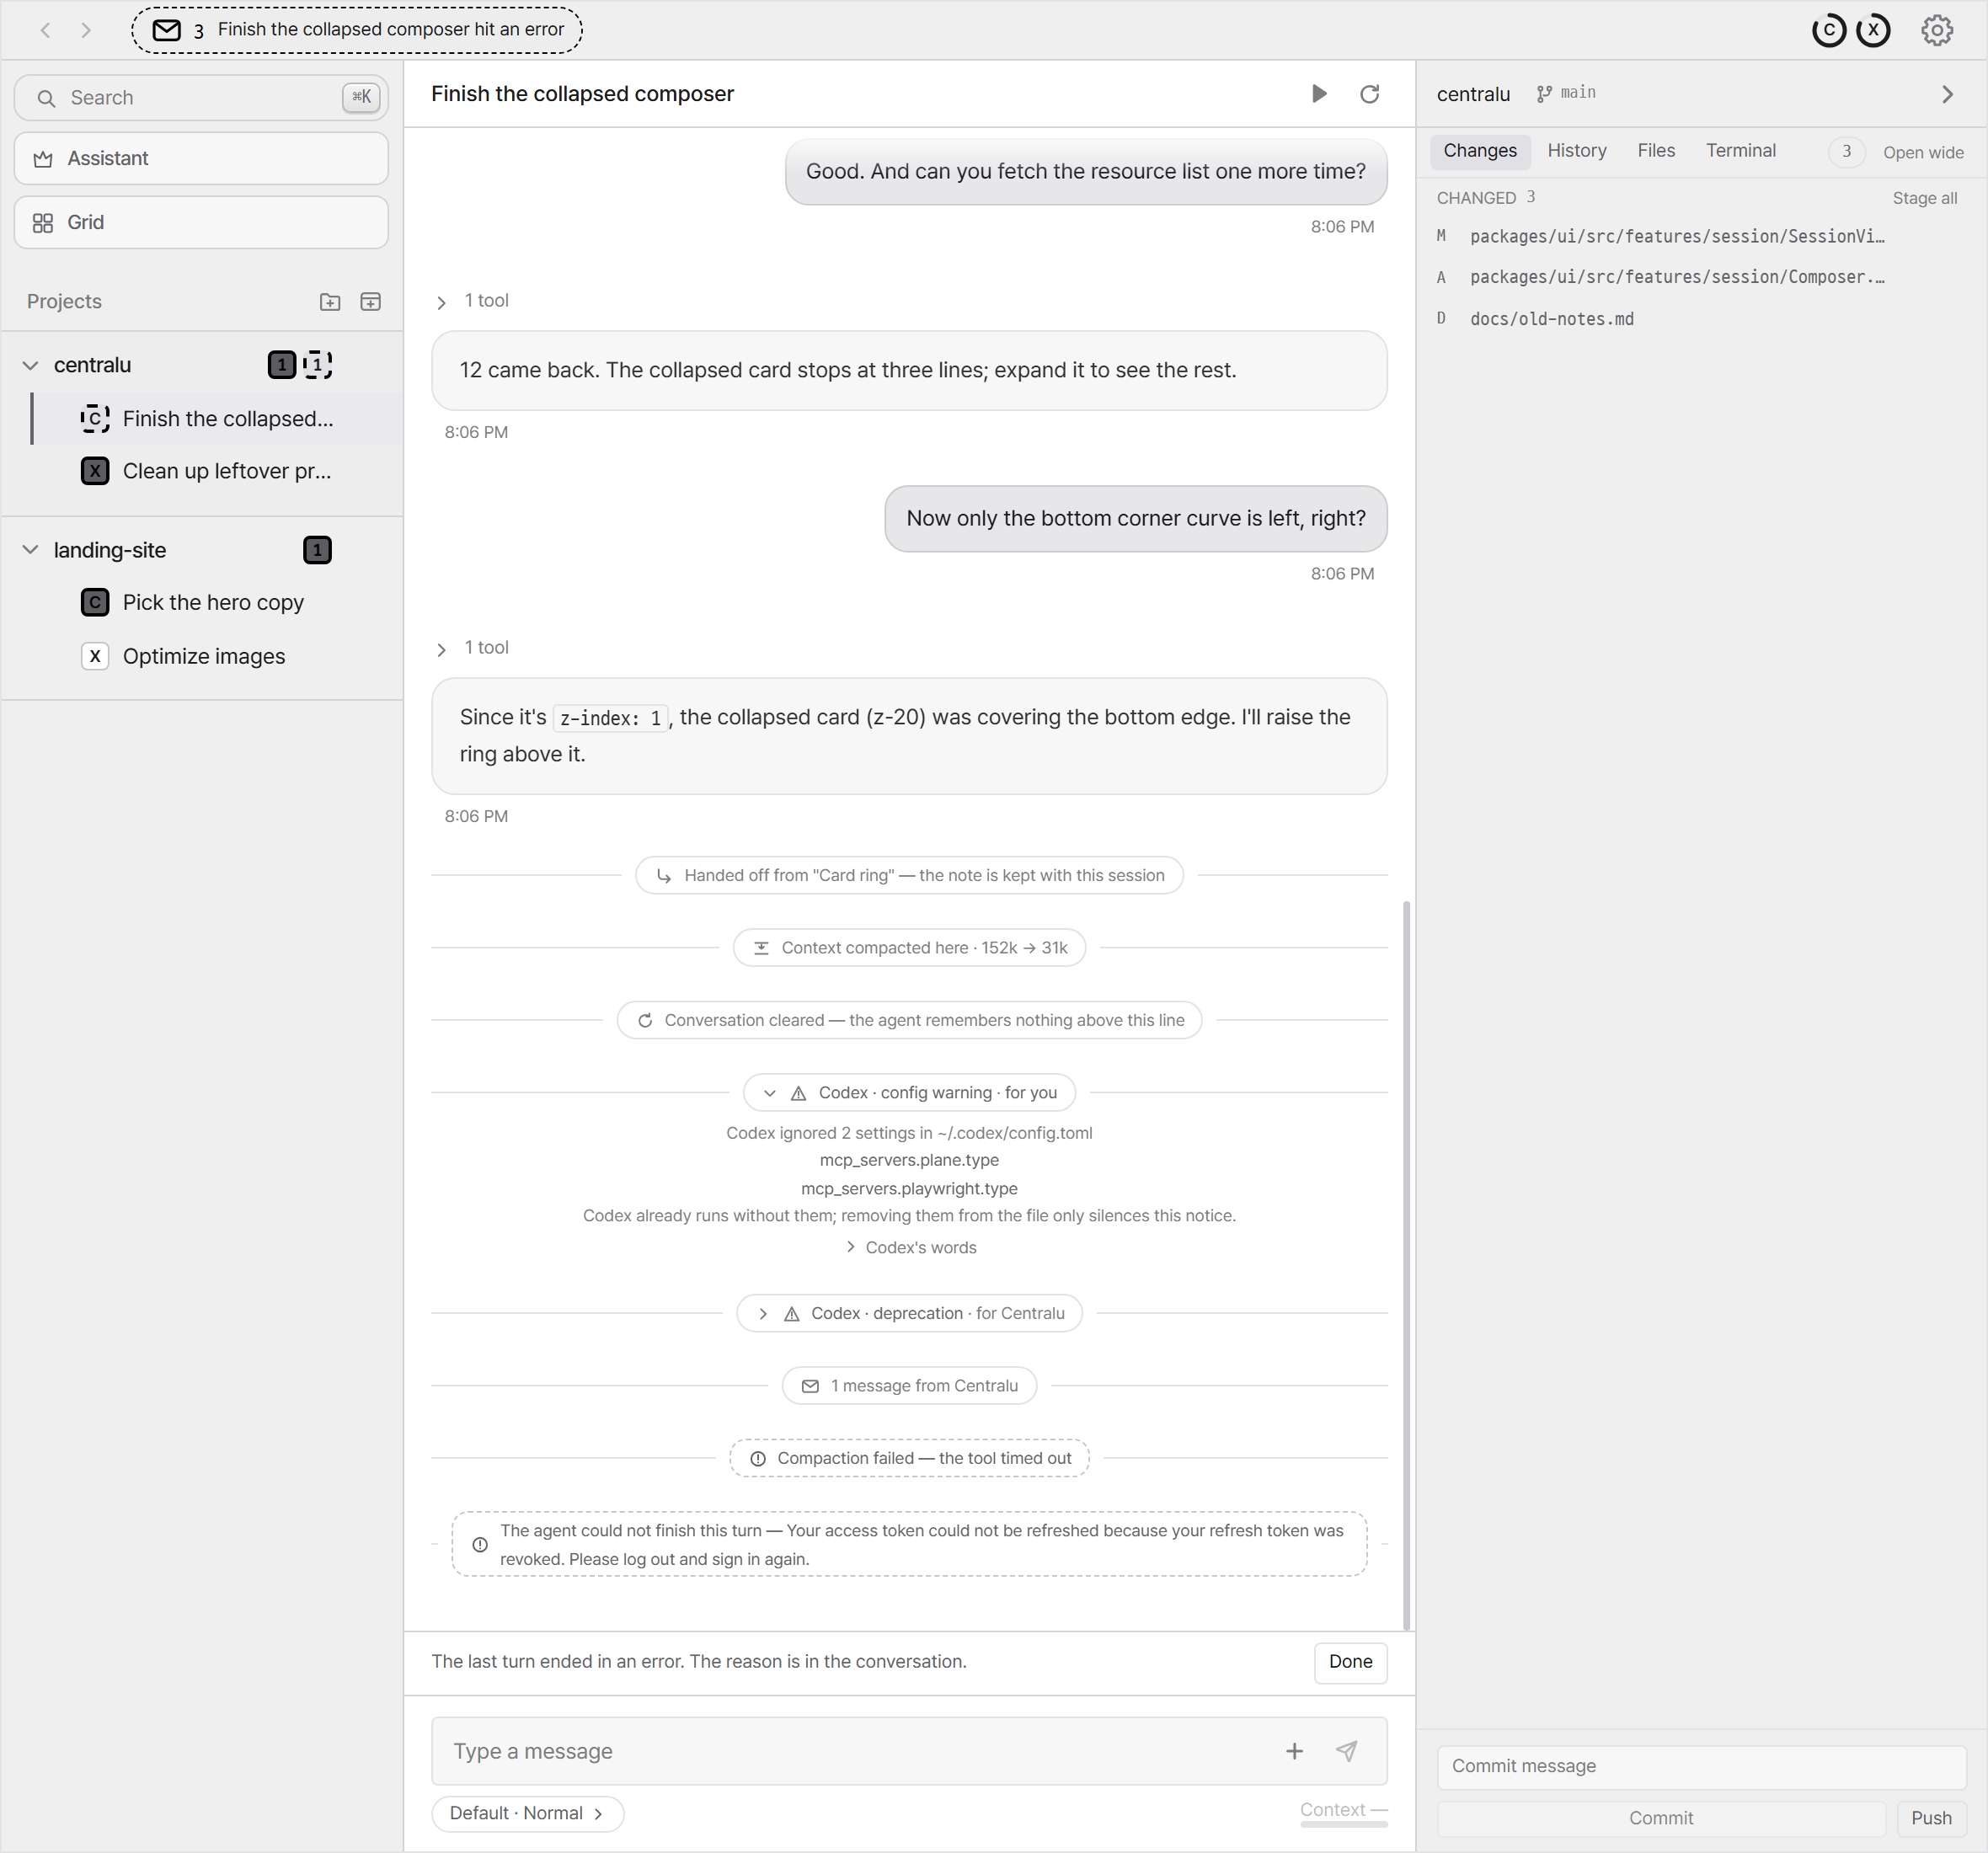 3 Finish the collapsed composer hit an error
C X
Search ⌘K
Assistant
Grid
Projects
centralu 1 1
C Finish the collapsed...
X Clean up leftover pr...
landing-site 1
C Pick the hero copy
X Optimize images
Finish the collapsed composer
Good. And can you fetch the resource list one more time?
8:06 PM
1 tool
12 came back. The collapsed card stops at three lines; expand it to see the rest.
8:06 PM
Now only the bottom corner curve is left, right?
8:06 PM
1 tool
Since it's z-index: 1, the collapsed card (z-20) was covering the bottom edge. I'll raise the
ring above it.
8:06 PM
Handed off from "Card ring" — the note is kept with this session
Context compacted here · 152k → 31k
Conversation cleared — the agent remembers nothing above this line
Codex · config warning · for you
Codex ignored 2 settings in ~/.codex/config.toml
mcp_servers.plane.type
mcp_servers.playwright.type
Codex already runs without them; removing them from the file only silences this notice.
Codex's words
Codex · deprecation · for Centralu
1 message from Centralu
Compaction failed — the tool timed out
The agent could not finish this turn — Your access token could not be refreshed because your refresh token was
revoked. Please log out and sign in again.
The last turn ended in an error. The reason is in the conversation.
Done
Type a message
Default · Normal
Context —
centralu main
Changes History Files Terminal 3 Open wide
CHANGED 3 Stage all
M packages/ui/src/features/session/SessionVi…
A packages/ui/src/features/session/Composer.…
D docs/old-notes.md
Commit message
Commit Push